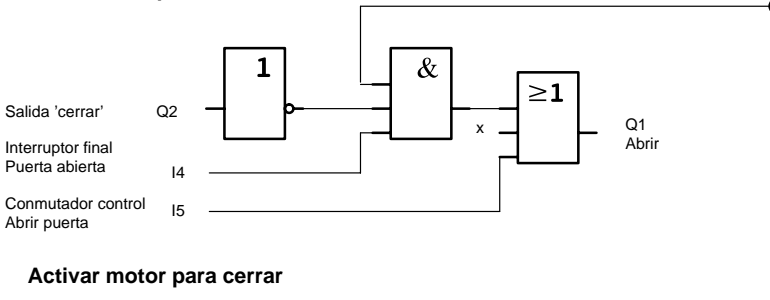 1
&
≥1
Salida 'cerrar' Q2
x
Q1
Abrir
Interruptor final
Puerta abierta I4
Conmutador control
Abrir puerta I5
Activar motor para cerrar